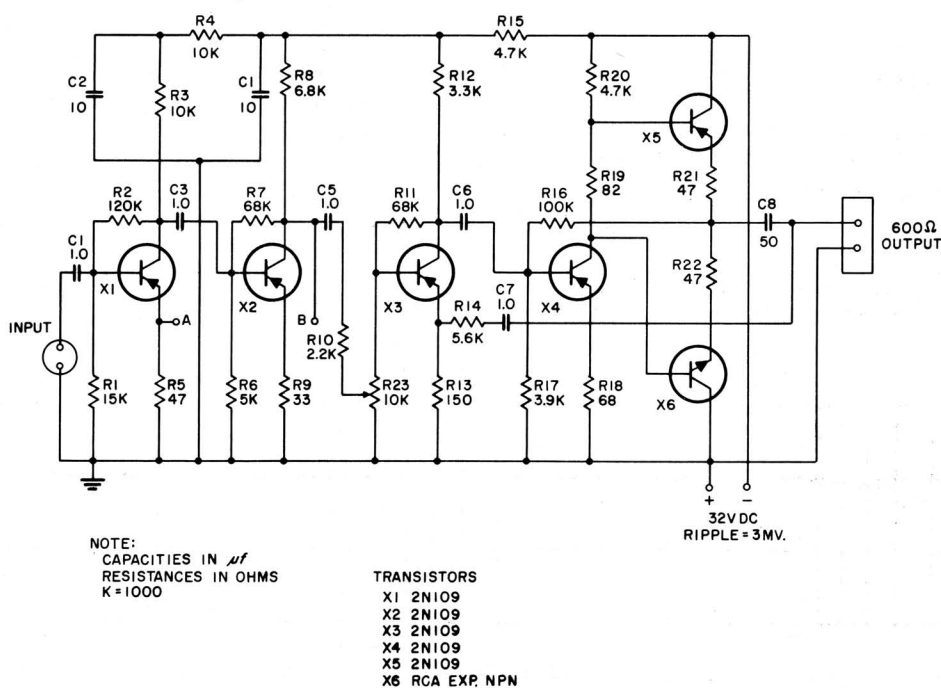 R4
10K
R15
4.7K
C2
10
R3
10K
C1
10
R8
6.8K
R12
3.3K
R20
4.7K
X5
R2
120K
C3
1.0
R7
68K
C5
1.0
R11
68K
C6
1.0
R19
82
R16
100K
R21
47
C8
50
600Ω
OUTPUT
C1
1.0
X1
X2
X3
X4
R22
47
INPUT
A
B
R10
2.2K
R14
5.6K
C7
1.0
X6
R1
15K
R5
47
R6
5K
R9
33
R23
10K
R13
150
R17
3.9K
R18
68
+ −
32V DC
RIPPLE = 3MV.
NOTE:
CAPACITIES IN µf
RESISTANCES IN OHMS
K = 1000
TRANSISTORS
X1 2N109
X2 2N109
X3 2N109
X4 2N109
X5 2N109
X6 RCA EXP. NPN